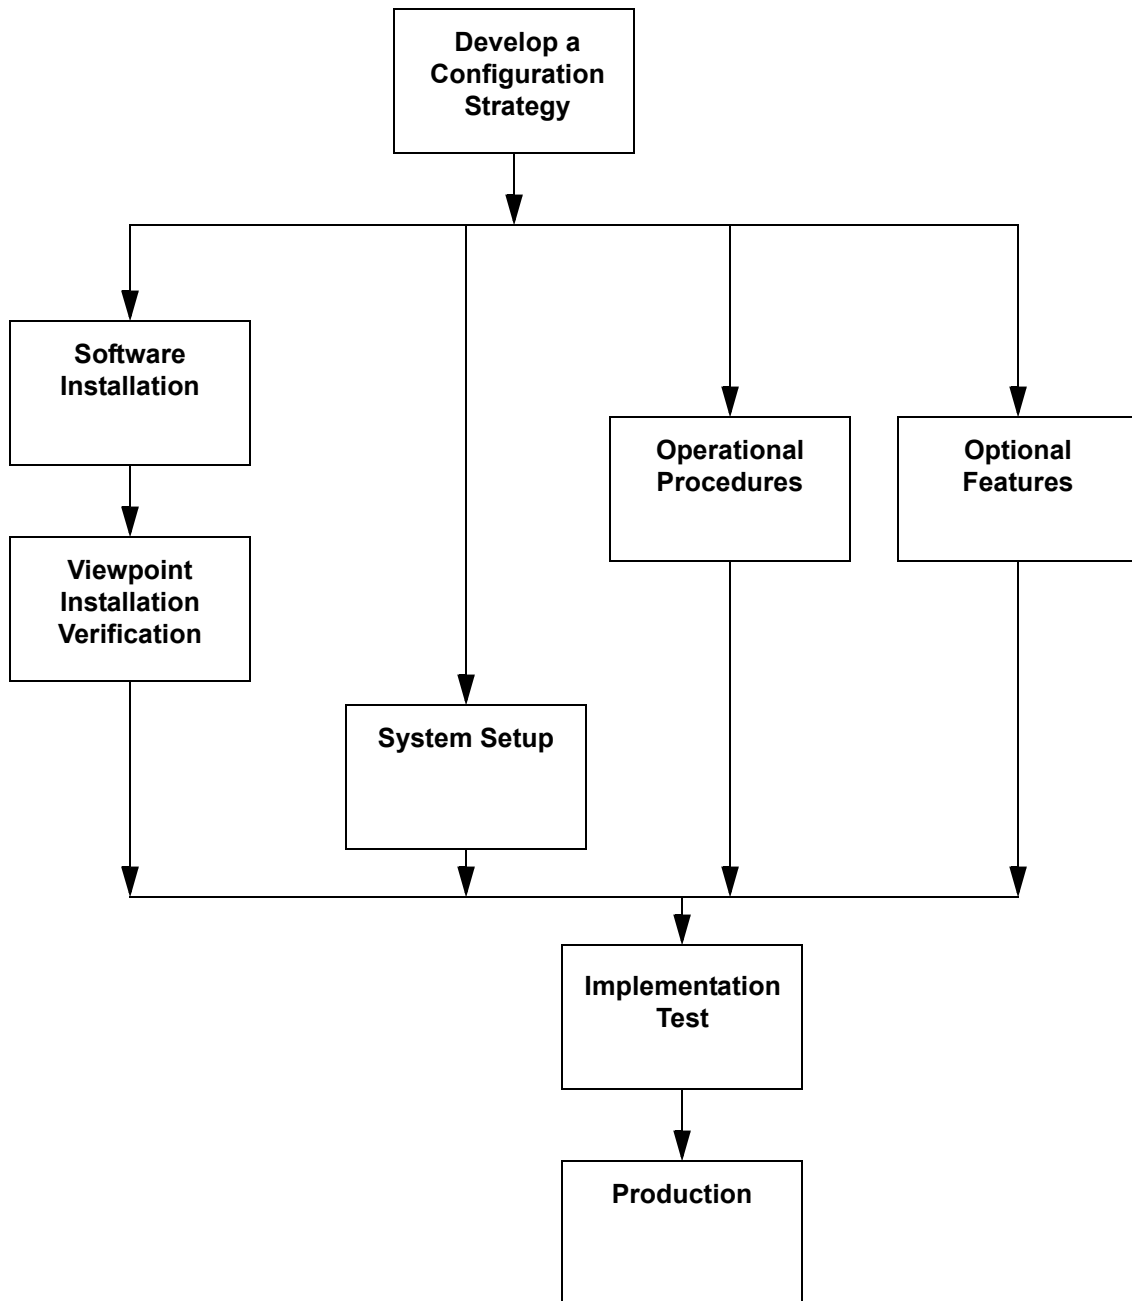 Develop a
Configuration
Strategy
Software
Installation
Operational
Procedures
Optional
Features
Viewpoint
Installation
Verification
System Setup
Implementation
Test
Production